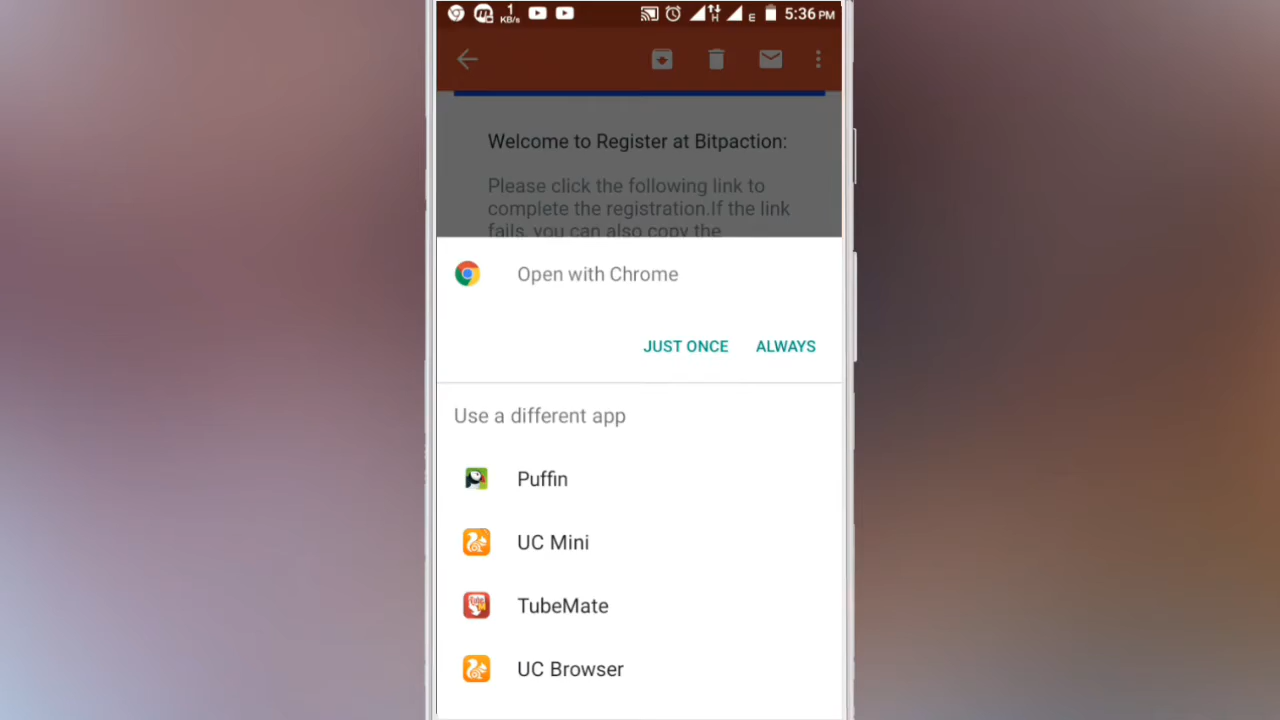 1
KB/s
H
E
5:36 PM
Welcome to Register at Bitpaction:
Please click the following link to
complete the registration.If the link
fails, you can also copy the
Open with Chrome
JUST ONCE
ALWAYS
Use a different app
Puffin
UC Mini
TubeMate
UC Browser